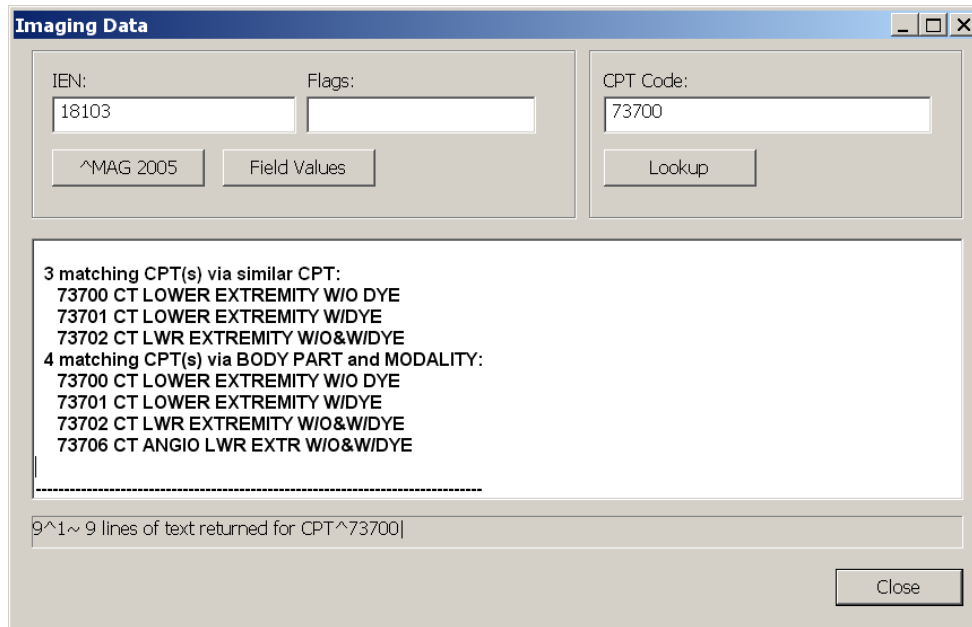 Imaging Data
IEN:
Flags:
CPT Code:
18103
73700
^MAG 2005
Field Values
Lookup
3 matching CPT(s) via similar CPT:
73700 CT LOWER EXTREMITY W/O DYE
73701 CT LOWER EXTREMITY W/DYE
73702 CT LWR EXTREMITY W/O&W/DYE
4 matching CPT(s) via BODY PART and MODALITY:
73700 CT LOWER EXTREMITY W/O DYE
73701 CT LOWER EXTREMITY W/DYE
73702 CT LWR EXTREMITY W/O&W/DYE
73706 CT ANGIO LWR EXTR W/O&W/DYE
-------------------------------------------------------------------------------
9^1~ 9 lines of text returned for CPT^73700|
Close